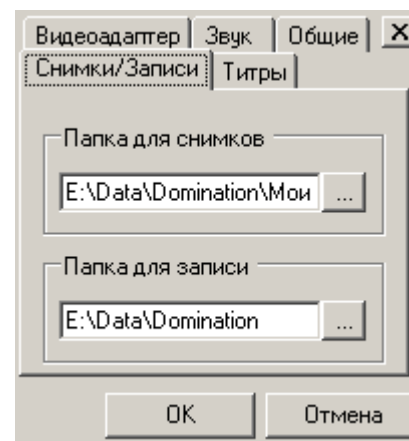 Видеоадаптер Звук Общие
Снимки/Записи Титры
Папка для снимков
E:\Data\Domination\Мои ...
Папка для записи
E:\Data\Domination ...
OK Отмена